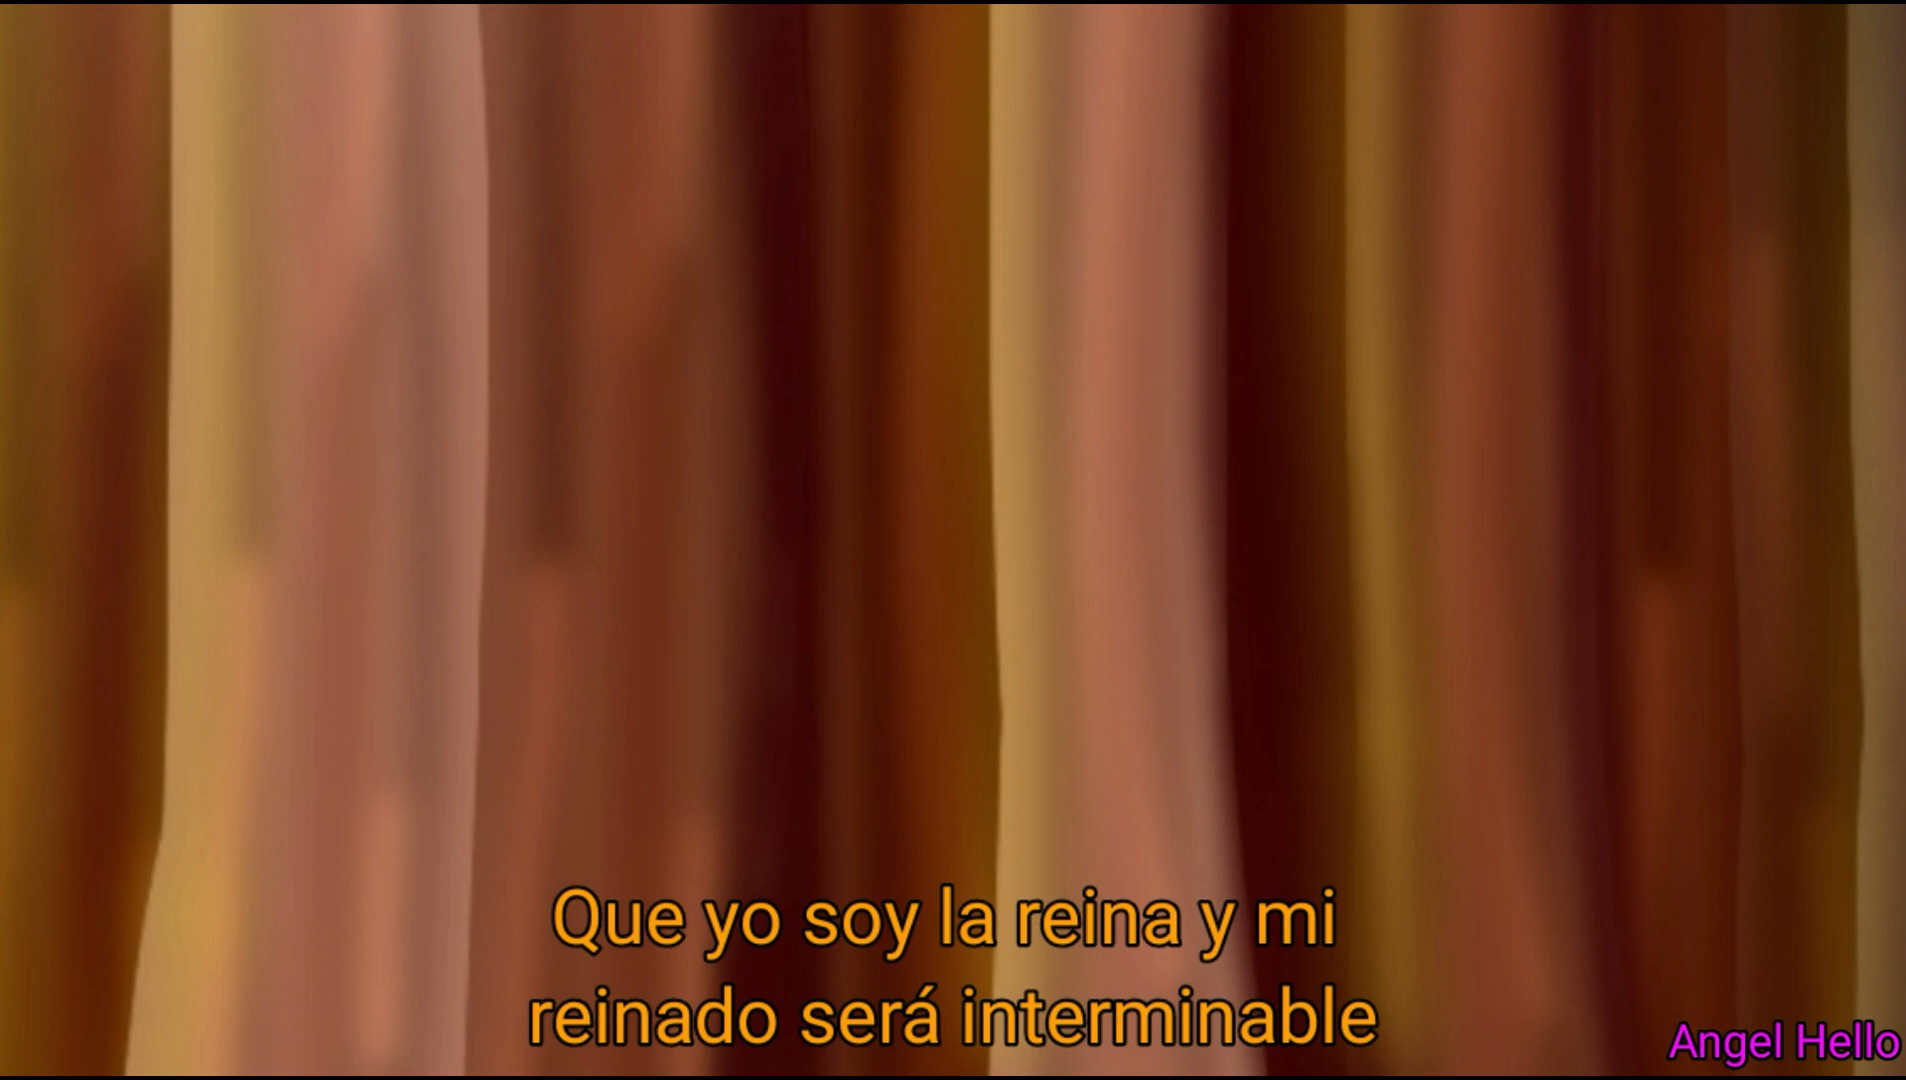 Que yo soy la reina y mi
reinado será interminable
Angel Hello